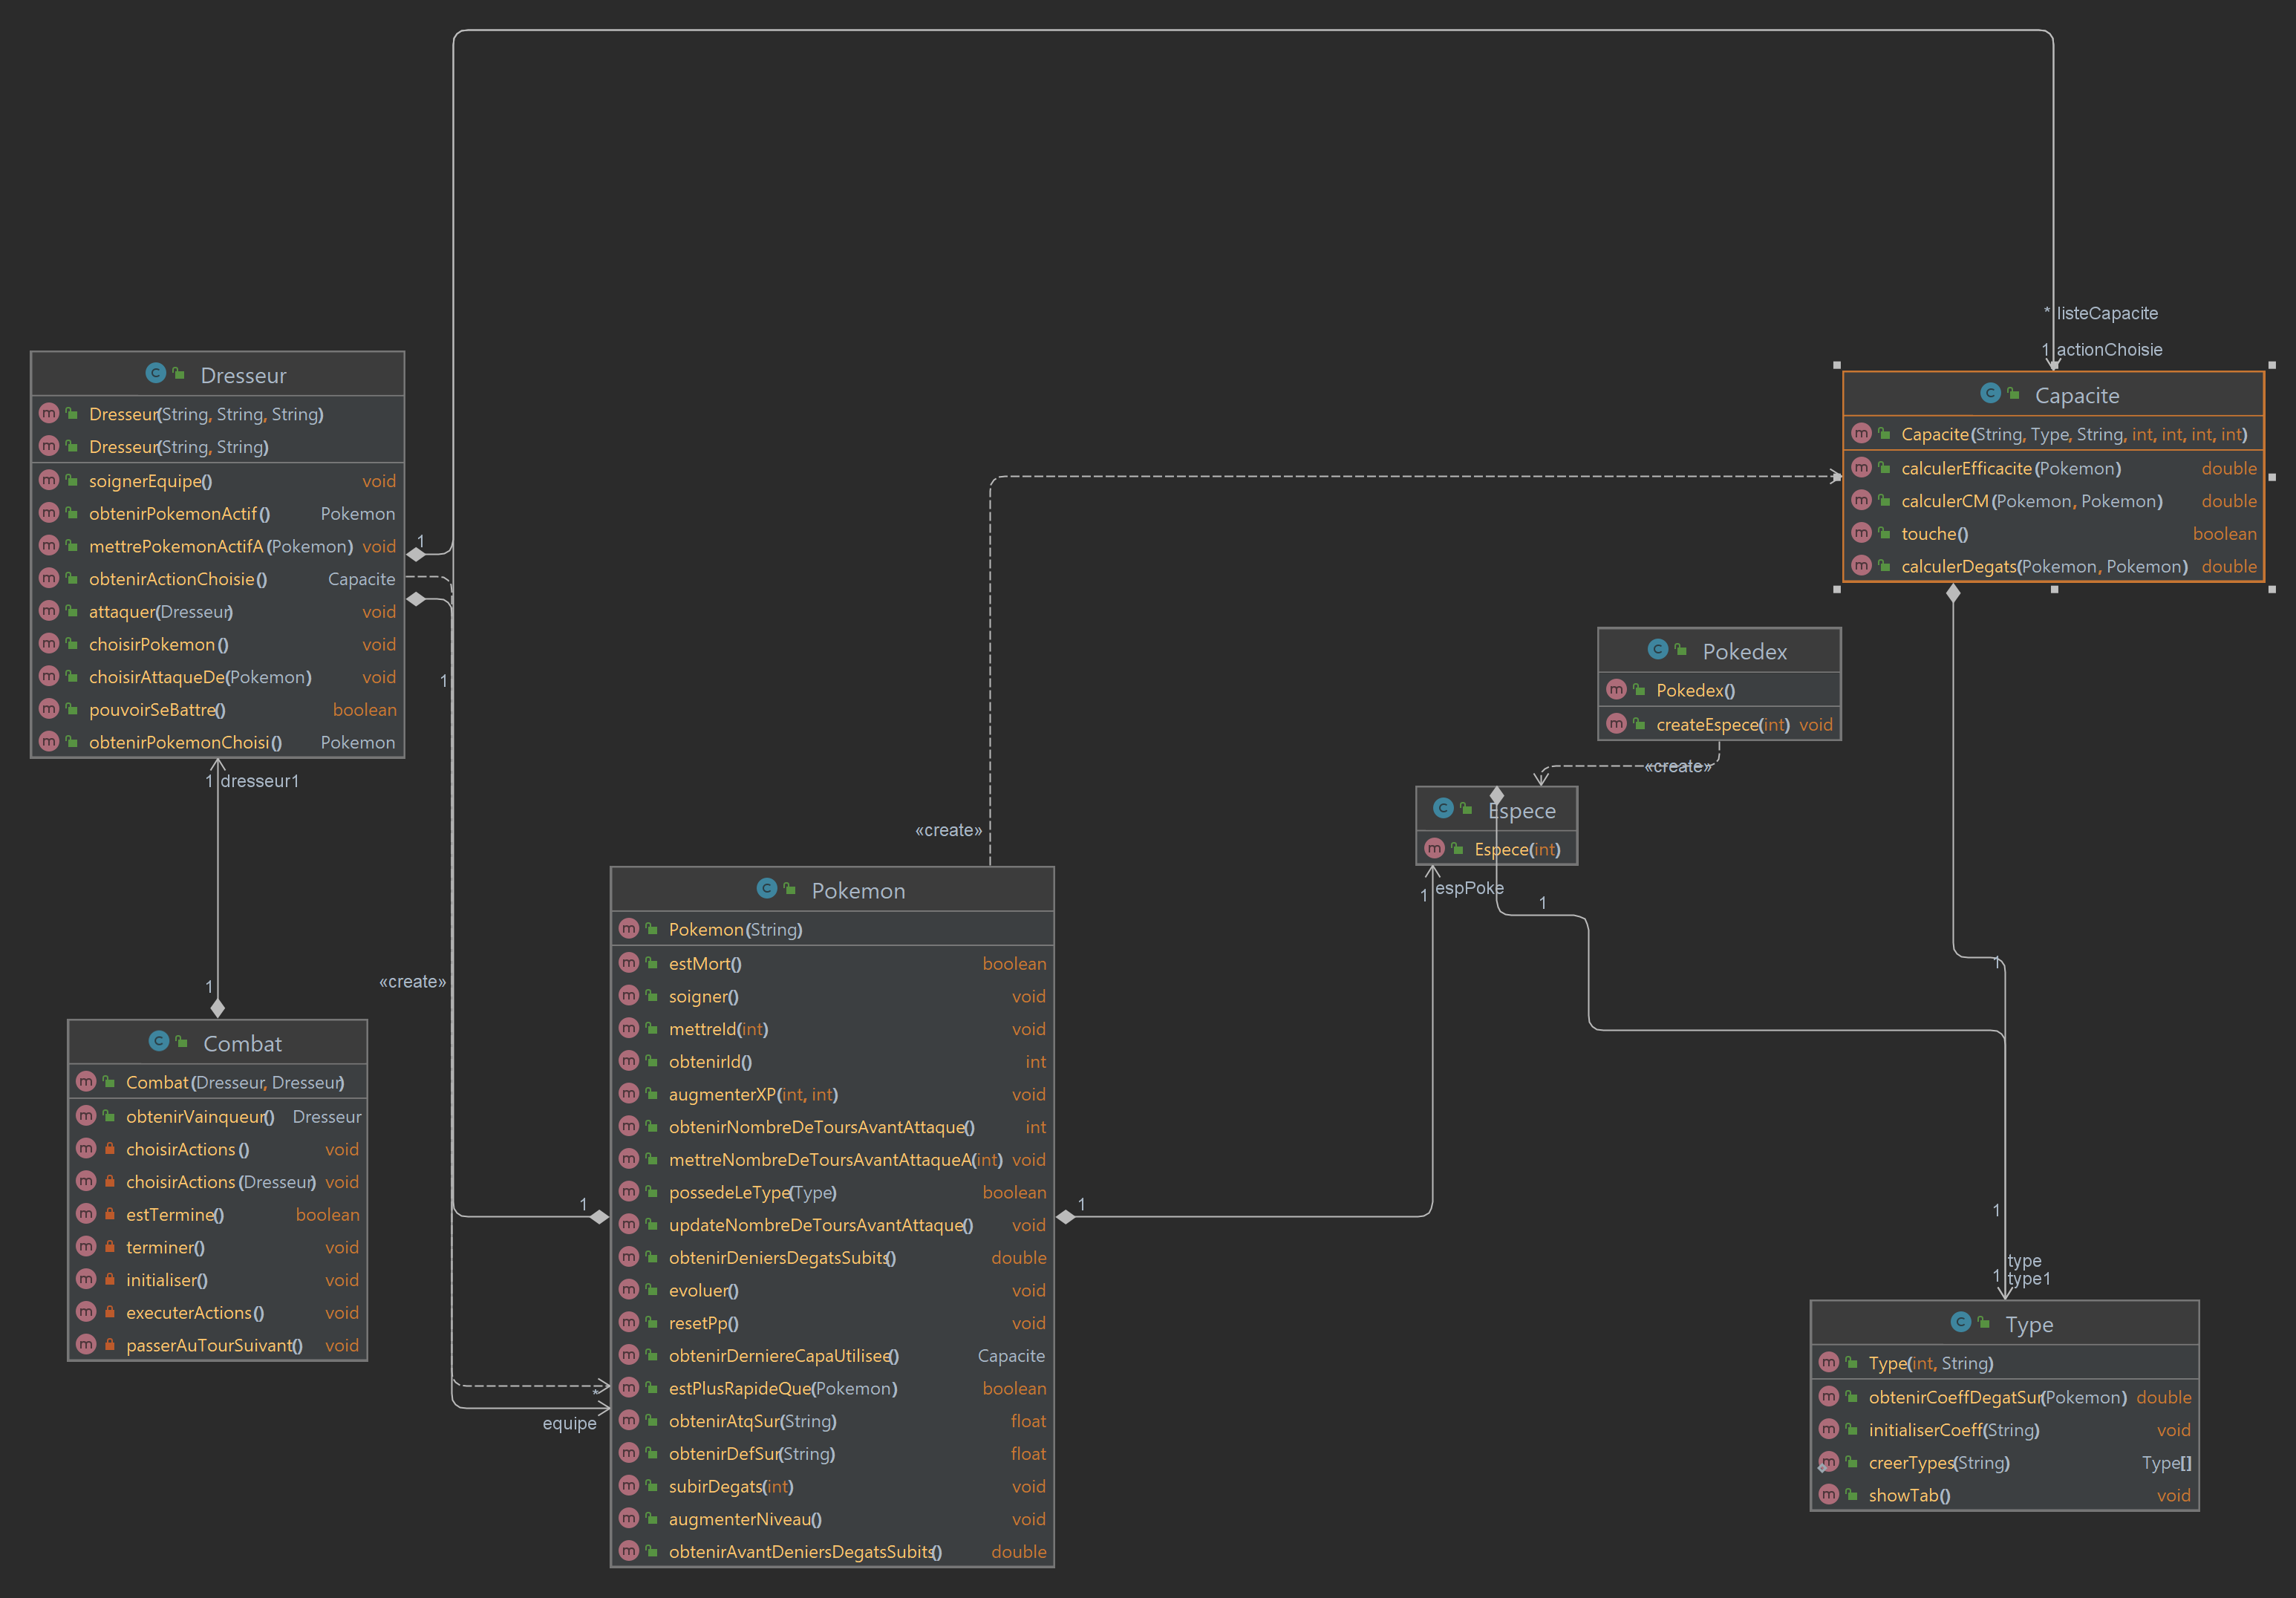 * listeCapacite
1 actionChoisie
Dresseur
Dresseur(String, String, String)
Dresseur(String, String)
soignerEquipe() void
obtenirPokemonActif() Pokemon
mettrePokemonActifA(Pokemon) void
obtenirActionChoisie() Capacite
attaquer(Dresseur) void
choisirPokemon() void
choisirAttaqueDe(Pokemon) void
pouvoirSeBattre() boolean
obtenirPokemonChoisi() Pokemon
1
1
1 dresseur1
1
«create»
Combat
Combat(Dresseur, Dresseur)
obtenirVainqueur() Dresseur
choisirActions() void
choisirActions(Dresseur) void
estTermine() boolean
terminer() void
initialiser() void
executerActions() void
passerAuTourSuivant() void
«create»
Pokemon
Pokemon(String)
estMort() boolean
soigner() void
mettreId(int) void
obtenirId() int
augmenterXP(int, int) void
obtenirNombreDeToursAvantAttaque() int
mettreNombreDeToursAvantAttaqueA(int) void
possedeLeType(Type) boolean
updateNombreDeToursAvantAttaque() void
obtenirDeniersDegatsSubits() double
evoluer() void
resetPp() void
obtenirDerniereCapaUtilisee() Capacite
estPlusRapideQue(Pokemon) boolean
obtenirAtqSur(String) float
obtenirDefSur(String) float
subirDegats(int) void
augmenterNiveau() void
obtenirAvantDeniersDegatsSubits() double
1
1
*
equipe
Capacite
Capacite(String, Type, String, int, int, int, int)
calculerEfficacite(Pokemon) double
calculerCM(Pokemon, Pokemon) double
touche() boolean
calculerDegats(Pokemon, Pokemon) double
Pokedex
Pokedex()
createEspece(int) void
«create»
Espece
Espece(int)
1 espPoke
1
1
1
type
1 type1
Type
Type(int, String)
obtenirCoeffDegatSur(Pokemon) double
initialiserCoeff(String) void
creerTypes(String) Type[]
showTab() void